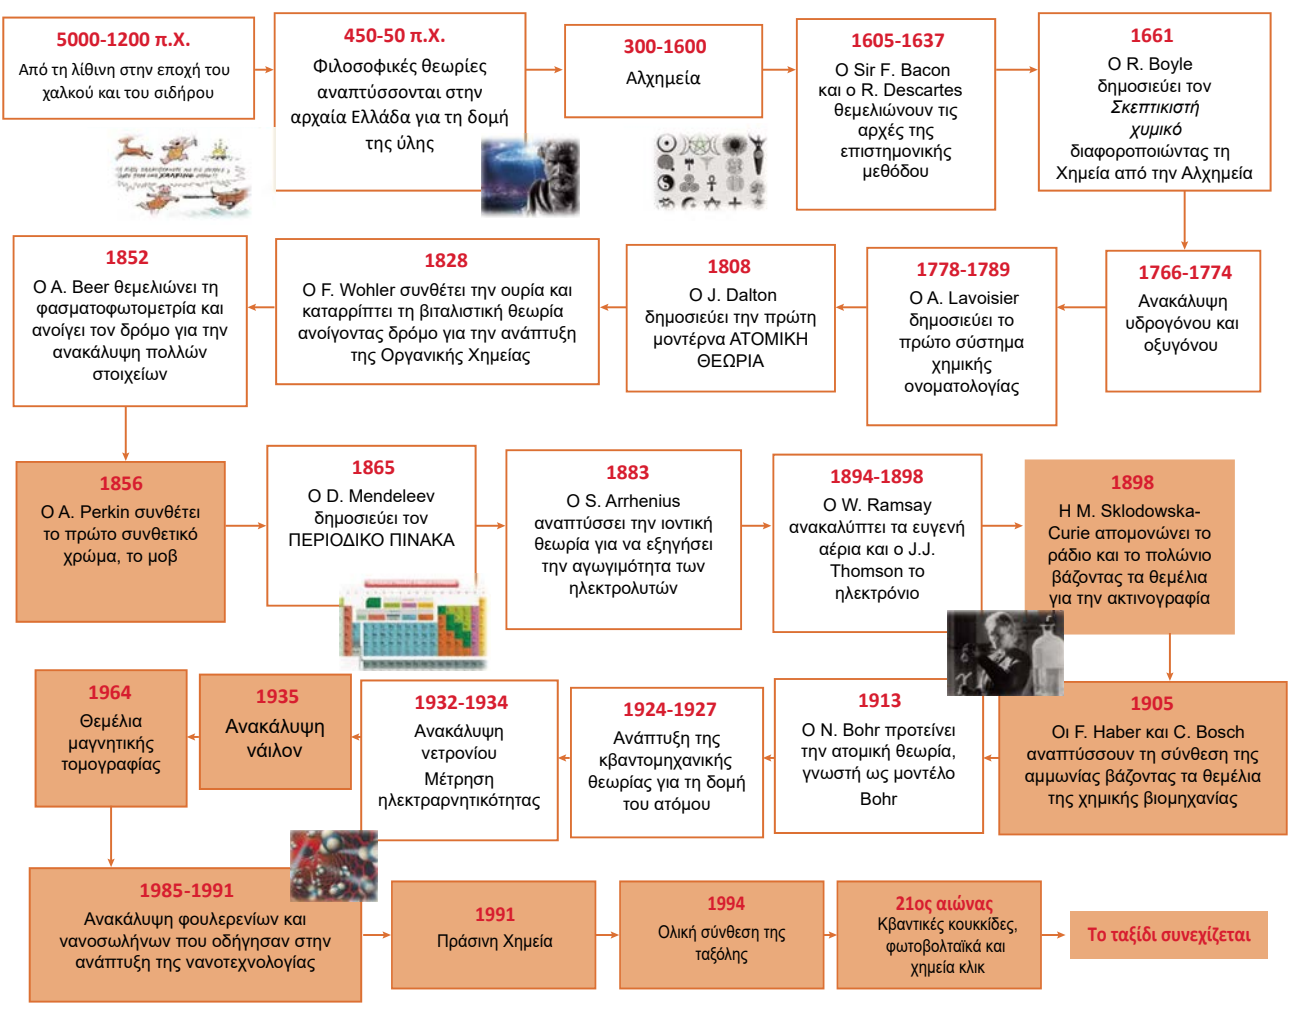 5000-1200 π.Χ.
Από τη λίθινη στην εποχή του
χαλκού και του σιδήρου
450-50 π.Χ.
Φιλοσοφικές θεωρίες
αναπτύσσονται στην
αρχαία Ελλάδα για τη δομή
της ύλης
300-1600
Αλχημεία
1605-1637
Ο Sir F. Bacon
και ο R. Descartes
θεμελιώνουν τις
αρχές της
επιστημονικής
μεθόδου
1661
Ο R. Boyle
δημοσιεύει τον
Σκεπτικιστή
χυμικό
διαφοροποιώντας τη
Χημεία από την Αλχημεία
1766-1774
Ανακάλυψη
υδρογόνου και
οξυγόνου
1778-1789
Ο A. Lavoisier
δημοσιεύει το
πρώτο σύστημα
χημικής
ονοματολογίας
1808
Ο J. Dalton
δημοσιεύει την πρώτη
μοντέρνα ΑΤΟΜΙΚΗ
ΘΕΩΡΙΑ
1828
Ο F. Wohler συνθέτει την ουρία και
καταρρίπτει τη βιταλιστική θεωρία
ανοίγοντας δρόμο για την ανάπτυξη
της Οργανικής Χημείας
1852
Ο A. Beer θεμελιώνει τη
φασματοφωτομετρία και
ανοίγει τον δρόμο για την
ανακάλυψη πολλών
στοιχείων
1856
Ο A. Perkin συνθέτει
το πρώτο συνθετικό
χρώμα, το μοβ
1865
Ο D. Mendeleev
δημοσιεύει τον
ΠΕΡΙΟΔΙΚΟ ΠΙΝΑΚΑ
1883
Ο S. Arrhenius
αναπτύσσει την ιοντική
θεωρία για να εξηγήσει
την αγωγιμότητα των
ηλεκτρολυτών
1894-1898
Ο W. Ramsay
ανακαλύπτει τα ευγενή
αέρια και ο J.J.
Thomson το
ηλεκτρόνιο
1898
Η M. Sklodowska-
Curie απομονώνει το
ράδιο και το πολώνιο
βάζοντας τα θεμέλια
για την ακτινογραφία
1905
Οι F. Haber και C. Bosch
αναπτύσσουν τη σύνθεση της
αμμωνίας βάζοντας τα θεμέλια
της χημικής βιομηχανίας
1913
Ο N. Bohr προτείνει
την ατομική θεωρία,
γνωστή ως μοντέλο
Bohr
1924-1927
Ανάπτυξη της
κβαντομηχανικής
θεωρίας για τη δομή
του ατόμου
1932-1934
Ανακάλυψη
νετρονίου
Μέτρηση
ηλεκτραρνητικότητας
1935
Ανακάλυψη
νάιλον
1964
Θεμέλια
μαγνητικής
τομογραφίας
1985-1991
Ανακάλυψη φουλερενίων και
νανοσωλήνων που οδήγησαν στην
ανάπτυξη της νανοτεχνολογίας
1991
Πράσινη Χημεία
1994
Ολική σύνθεση της
ταξόλης
21ος αιώνας
Κβαντικές κουκκίδες,
φωτοβολταϊκά και
χημεία κλικ
Το ταξίδι συνεχίζεται